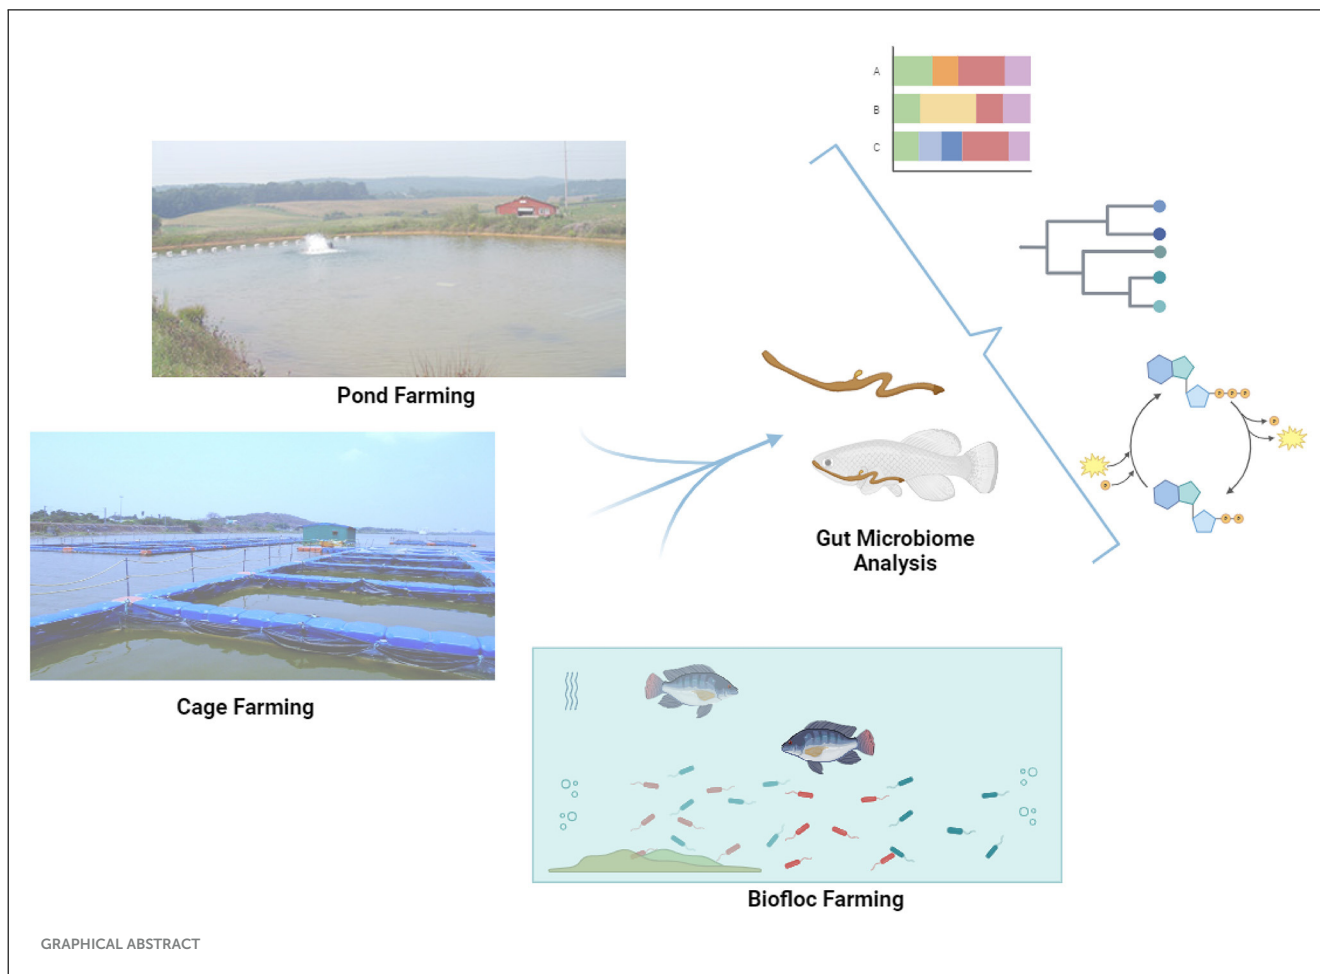 A
B
C
Pond Farming
Gut Microbiome
Analysis
P P P
P
P
P P
Cage Farming
Biofloc Farming
GRAPHICAL ABSTRACT